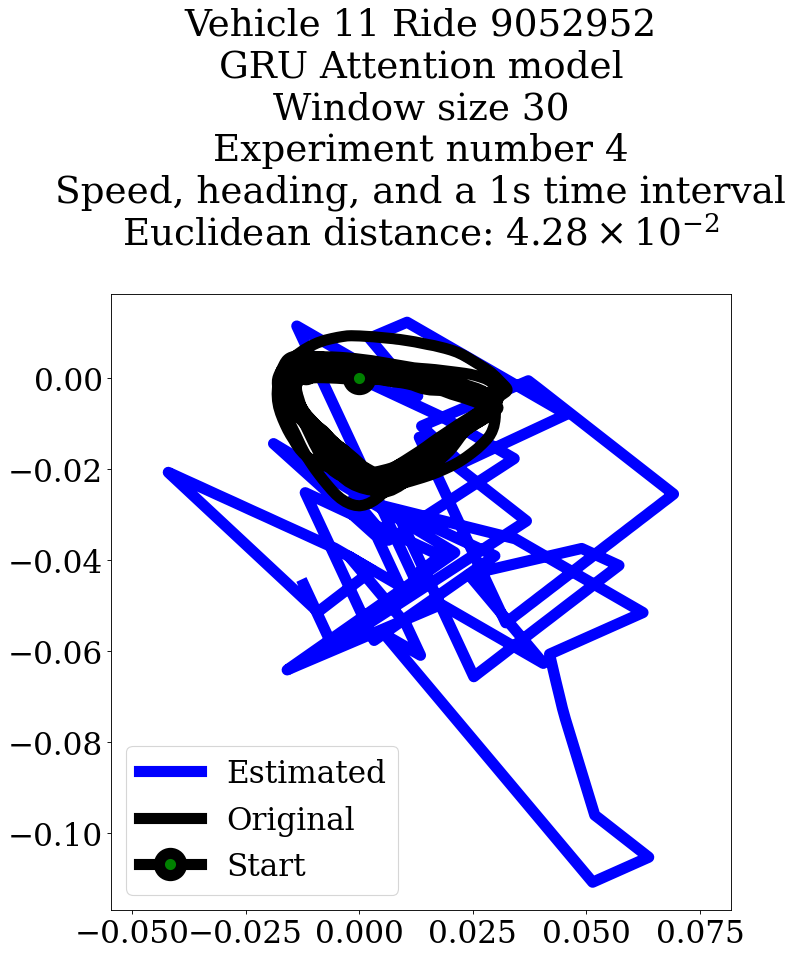 Vehicle 11 Ride 9052952
GRU Attention model
Window size 30
Experiment number 4
Speed, heading, and a 1s time interval
Euclidean distance: 4.28 × 10⁻²
0.00
−0.02
−0.04
−0.06
−0.08
−0.10
Estimated
Original
Start
−0.050 −0.025 0.000 0.025 0.050 0.075